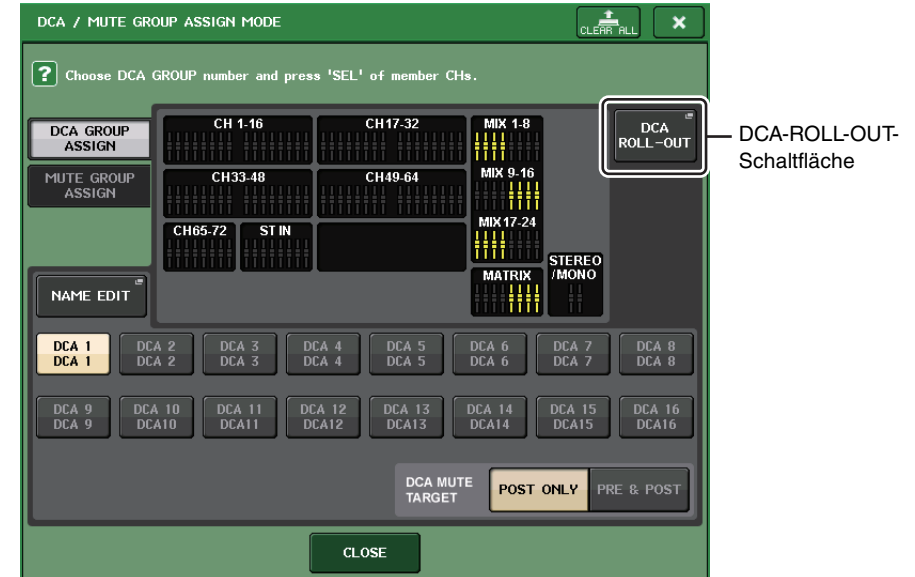 DCA / MUTE GROUP ASSIGN MODE
CLEAR ALL
? Choose DCA GROUP number and press 'SEL' of member CHs.
DCA GROUP
ASSIGN
MUTE GROUP
ASSIGN
CH 1-16
CH17-32
MIX 1-8
CH33-48
CH49-64
MIX 9-16
CH65-72
ST IN
MIX17-24
MATRIX
STEREO
/MONO
DCA
ROLL-OUT
DCA-ROLL-OUT-
Schaltfläche
NAME EDIT
DCA 1
DCA 1
DCA 2
DCA 2
DCA 3
DCA 3
DCA 4
DCA 4
DCA 5
DCA 5
DCA 6
DCA 6
DCA 7
DCA 7
DCA 8
DCA 8
DCA 9
DCA 9
DCA 10
DCA10
DCA 11
DCA11
DCA 12
DCA12
DCA 13
DCA13
DCA 14
DCA14
DCA 15
DCA15
DCA 16
DCA16
DCA MUTE
TARGET
POST ONLY
PRE & POST
CLOSE